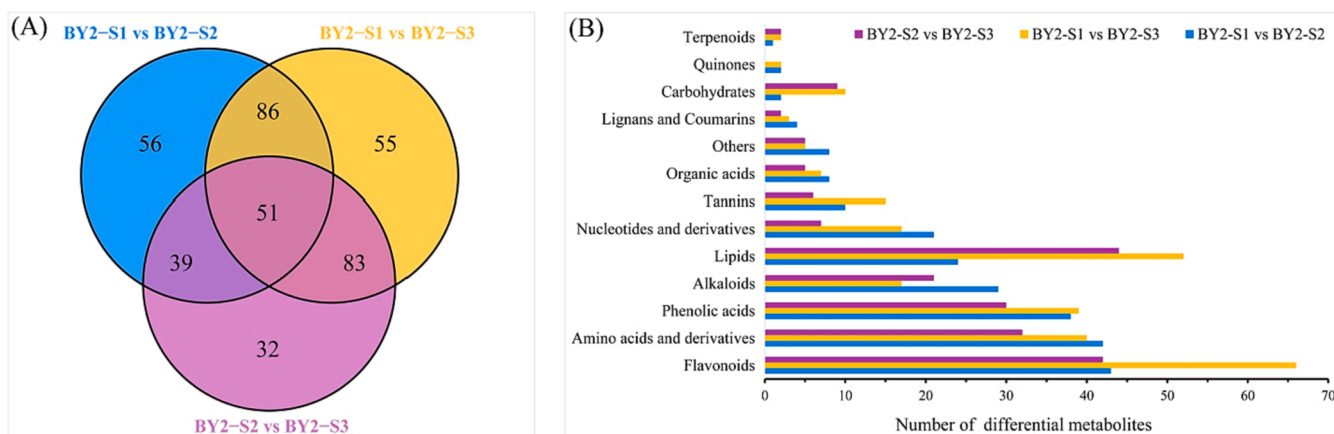 (A)
BY2−S1 vs BY2−S2
BY2−S1 vs BY2−S3
86
56
55
51
39
83
32
BY2−S2 vs BY2−S3
(B)
BY2-S2 vs BY2-S3 BY2-S1 vs BY2-S3 BY2-S1 vs BY2-S2
Terpenoids
Quinones
Carbohydrates
Lignans and Coumarins
Others
Organic acids
Tannins
Nucleotides and derivatives
Lipids
Alkaloids
Phenolic acids
Amino acids and derivatives
Flavonoids
0 10 20 30 40 50 60 70
Number of differential metabolites